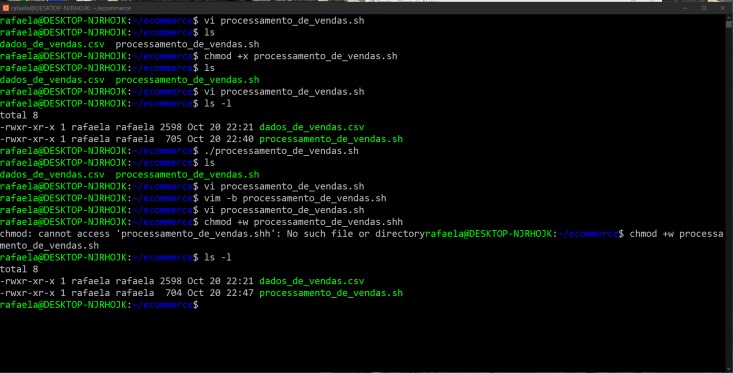 rafaela@DESKTOP-NJRHOJK: ~/ecommerce
rafaela@DESKTOP-NJRHOJK:~/ecommerce$ vi processamento_de_vendas.sh
rafaela@DESKTOP-NJRHOJK:~/ecommerce$ ls
dados_de_vendas.csv  processamento_de_vendas.sh
rafaela@DESKTOP-NJRHOJK:~/ecommerce$ chmod +x processamento_de_vendas.sh
rafaela@DESKTOP-NJRHOJK:~/ecommerce$ ls
dados_de_vendas.csv  processamento_de_vendas.sh
rafaela@DESKTOP-NJRHOJK:~/ecommerce$ vi processamento_de_vendas.sh
rafaela@DESKTOP-NJRHOJK:~/ecommerce$ ls -l
total 8
-rwxr-xr-x 1 rafaela rafaela 2598 Oct 20 22:21 dados_de_vendas.csv
-rwxr-xr-x 1 rafaela rafaela  705 Oct 20 22:40 processamento_de_vendas.sh
rafaela@DESKTOP-NJRHOJK:~/ecommerce$ ./processamento_de_vendas.sh
rafaela@DESKTOP-NJRHOJK:~/ecommerce$ ls
dados_de_vendas.csv  processamento_de_vendas.sh
rafaela@DESKTOP-NJRHOJK:~/ecommerce$ vi processamento_de_vendas.sh
rafaela@DESKTOP-NJRHOJK:~/ecommerce$ vim -b processamento_de_vendas.sh
rafaela@DESKTOP-NJRHOJK:~/ecommerce$ vi processamento_de_vendas.sh
rafaela@DESKTOP-NJRHOJK:~/ecommerce$ chmod +w processamento_de_vendas.shh
chmod: cannot access 'processamento_de_vendas.shh': No such file or directoryrafaela@DESKTOP-NJRHOJK:~/ecommerce$ chmod +w processa
mento_de_vendas.sh
rafaela@DESKTOP-NJRHOJK:~/ecommerce$ ls -l
total 8
-rwxr-xr-x 1 rafaela rafaela 2598 Oct 20 22:21 dados_de_vendas.csv
-rwxr-xr-x 1 rafaela rafaela  704 Oct 20 22:47 processamento_de_vendas.sh
rafaela@DESKTOP-NJRHOJK:~/ecommerce$